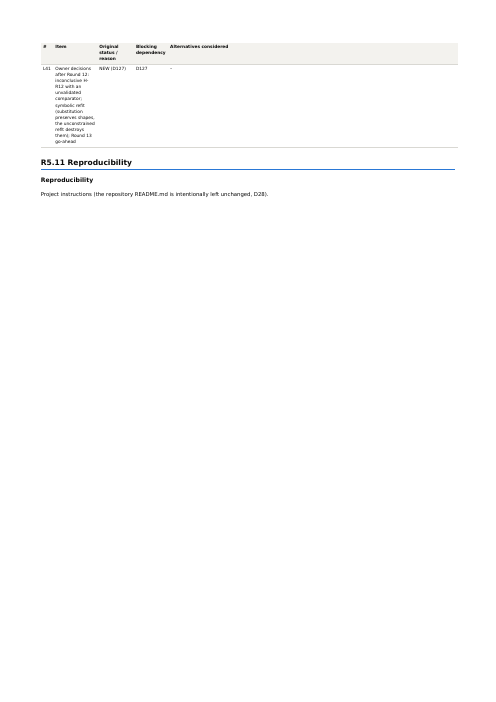 # Item Original status / reason Blocking dependency Alternatives considered
L41 Owner decisions after Round 12: inconclusive H-R12 with an unvalidated comparator; symbolic refit (substitution preserves shapes, the unconstrained refit destroys them); Round 13 go-ahead NEW (D127) D127 –
R5.11 Reproducibility
Reproducibility
Project instructions (the repository README.md is intentionally left unchanged, D28).